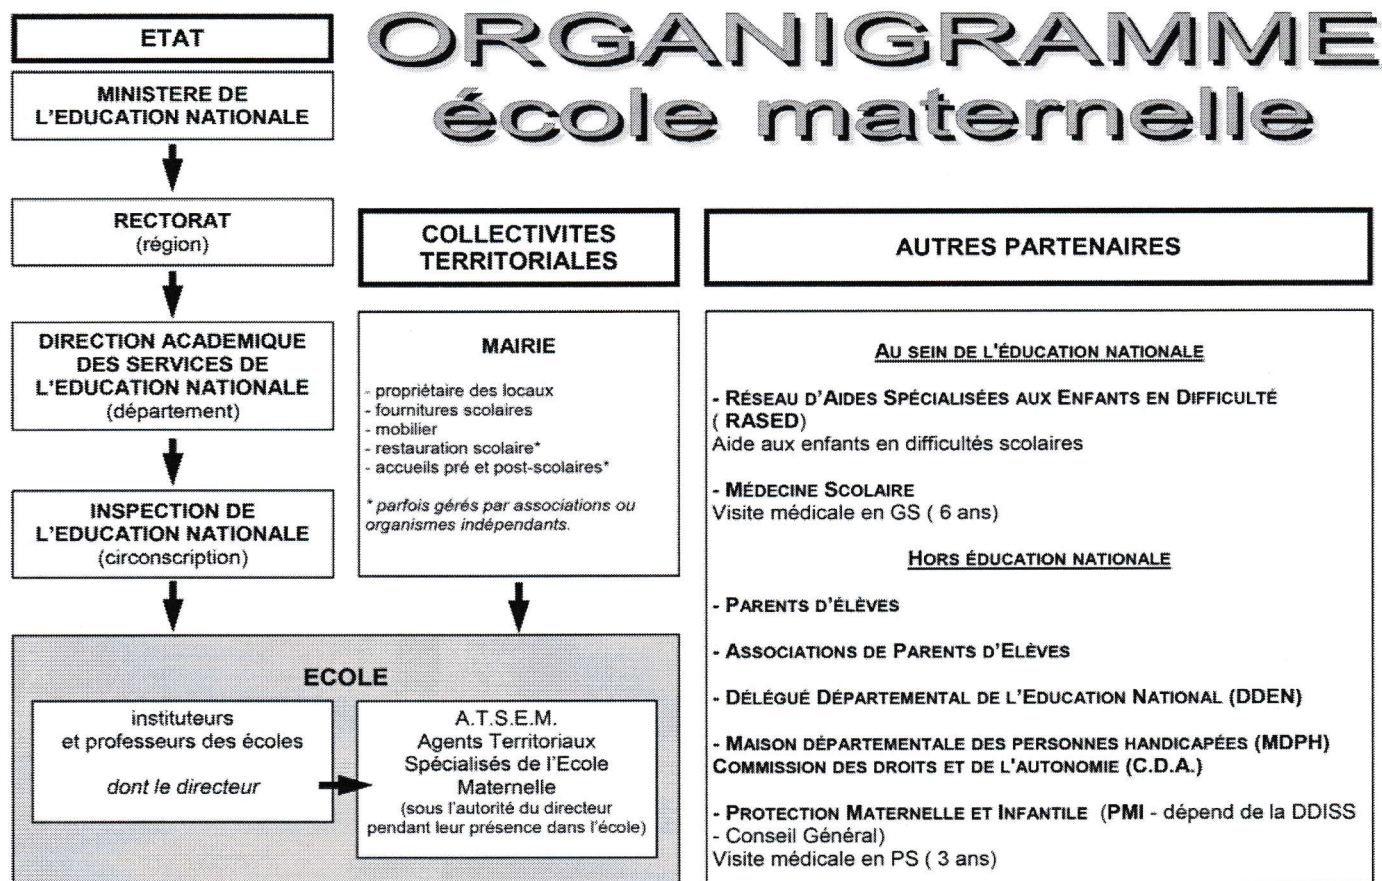 ORGANIGRAMME
école maternelle
ETAT
MINISTERE DE
L'EDUCATION NATIONALE
RECTORAT
(région)
DIRECTION ACADEMIQUE
DES SERVICES DE
L'EDUCATION NATIONALE
(département)
INSPECTION DE
L'EDUCATION NATIONALE
(circonscription)
COLLECTIVITES
TERRITORIALES
MAIRIE
- propriétaire des locaux
- fournitures scolaires
- mobilier
- restauration scolaire*
- accueils pré et post-scolaires*
* parfois gérés par associations ou
organismes indépendants.
ECOLE
instituteurs
et professeurs des écoles
dont le directeur
A.T.S.E.M.
Agents Territoriaux
Spécialisés de l'Ecole
Maternelle
(sous l'autorité du directeur
pendant leur présence dans l'école)
AUTRES PARTENAIRES
AU SEIN DE L'ÉDUCATION NATIONALE
- RÉSEAU D'AIDES SPÉCIALISÉES AUX ENFANTS EN DIFFICULTÉ
( RASED)
Aide aux enfants en difficultés scolaires
- MÉDECINE SCOLAIRE
Visite médicale en GS ( 6 ans)
HORS ÉDUCATION NATIONALE
- PARENTS D'ÉLÈVES
- ASSOCIATIONS DE PARENTS D'ELÈVES
- DÉLÉGUÉ DÉPARTEMENTAL DE L'EDUCATION NATIONAL (DDEN)
- MAISON DÉPARTEMENTALE DES PERSONNES HANDICAPÉES (MDPH)
COMMISSION DES DROITS ET DE L'AUTONOMIE (C.D.A.)
- PROTECTION MATERNELLE ET INFANTILE (PMI - dépend de la DDISS
- Conseil Général)
Visite médicale en PS ( 3 ans)